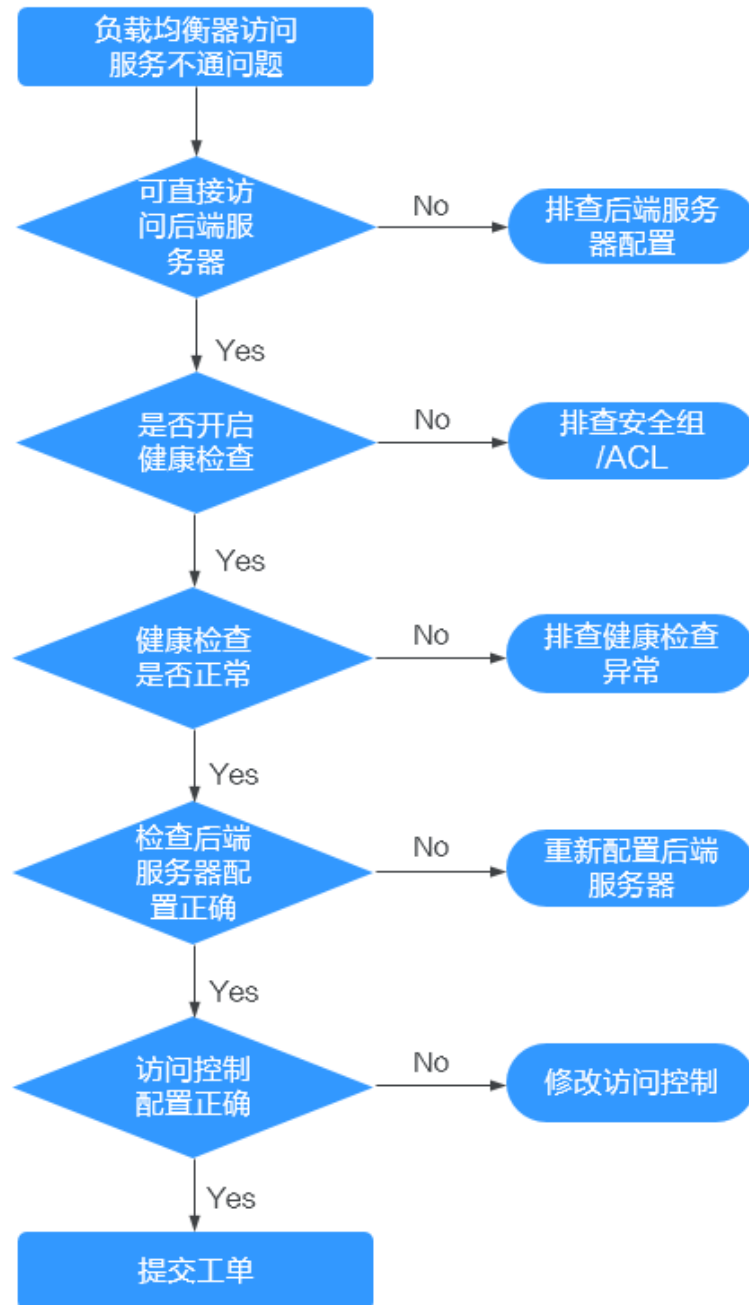 负载均衡器访问
服务不通问题
可直接访
问后端服
务器
No
排查后端服务
器配置
Yes
是否开启
健康检查
No
排查安全组
/ACL
Yes
健康检查
是否正常
No
排查健康检查
异常
Yes
检查后端
服务器配
置正确
No
重新配置后端
服务器
Yes
访问控制
配置正确
No
修改访问控制
Yes
提交工单